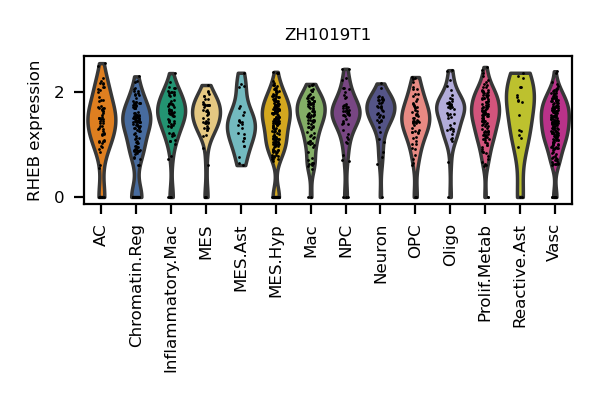 ZH1019T1
RHEB expression
2
0
AC
Chromatin.Reg
Inflammatory.Mac
MES
MES.Ast
MES.Hyp
Mac
NPC
Neuron
OPC
Oligo
Prolif.Metab
Reactive.Ast
Vasc